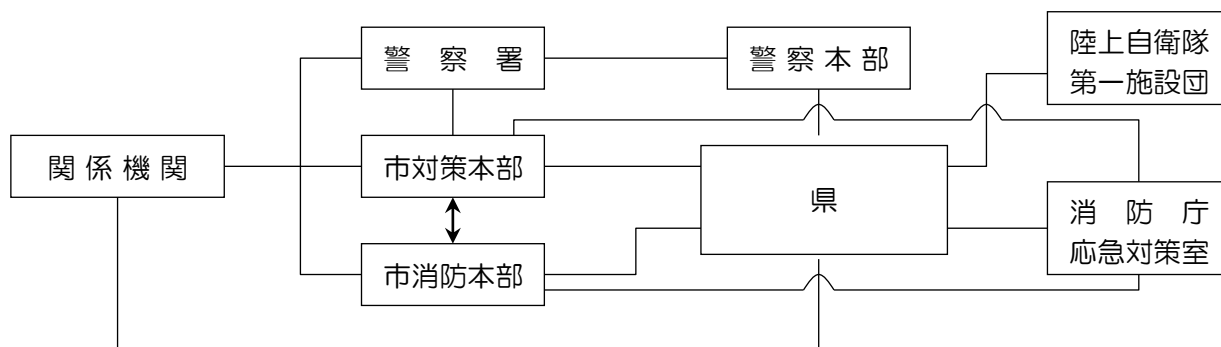 警察署
警察本部
陸上自衛隊
第一施設団
関係機関
市対策本部
県
消防庁
応急対策室
市消防本部